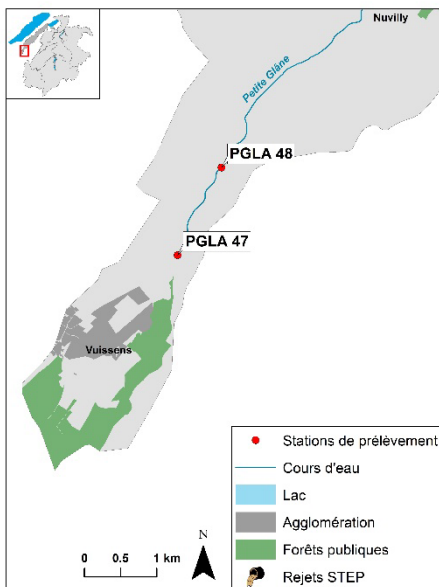 Nuvilly
Petite Glâne
PGLA 48
PGLA 47
Vuissens
Stations de prélèvement
Cours d'eau
Lac
Agglomération
Forêts publiques
Rejets STEP
N
0 0.5 1 km